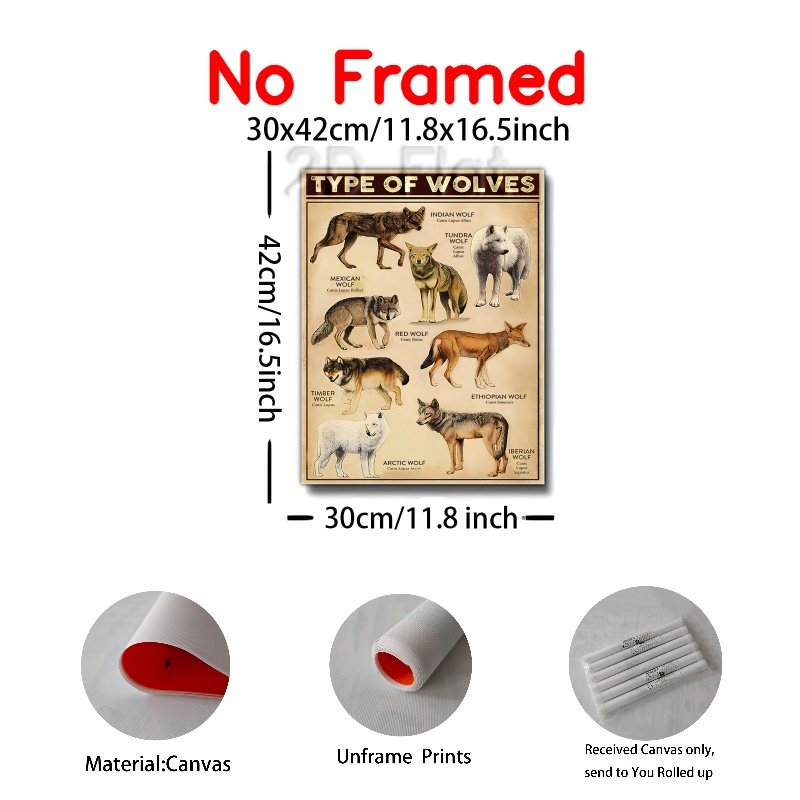 No Framed
30x42cm/11.8x16.5inch
2D Flat
TYPE OF WOLVES
INDIAN WOLF
Canis Lupus Albus
TUNDRA
WOLF
Canis
Lupus
Albus
MEXICAN
WOLF
Canis Lupus Baileyi
RED WOLF
Canis Rufus
TIMBER
WOLF
Canis Lupus
ETHIOPIAN WOLF
Canis Simensis
ARCTIC WOLF
Canis Lupus Arctos
IBERIAN
WOLF
Canis
Lupus
Signatus
42cm/16.5inch
30cm/11.8 inch
Material:Canvas
Unframe Prints
Received Canvas only,
send to You Rolled up